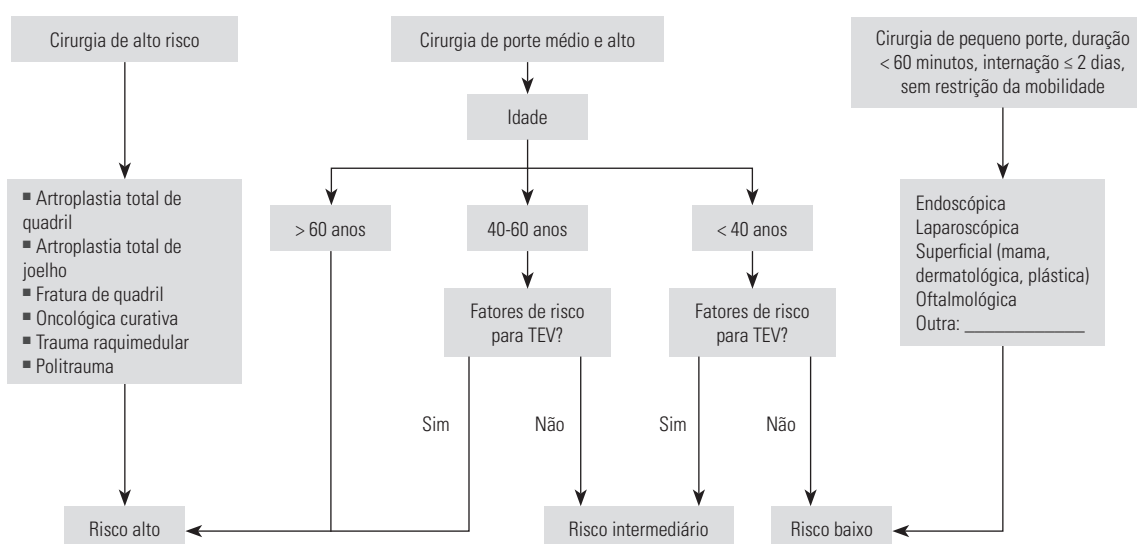 Cirurgia de alto risco
Cirurgia de porte médio e alto
Cirurgia de pequeno porte, duração
< 60 minutos, internação ≤ 2 dias,
sem restrição da mobilidade
Idade
■ Artroplastia total de
quadril
■ Artroplastia total de
joelho
■ Fratura de quadril
■ Oncológica curativa
■ Trauma raquimedular
■ Politrauma
> 60 anos
40-60 anos
< 40 anos
Endoscópica
Laparoscópica
Superficial (mama,
dermatológica, plástica)
Oftalmológica
Outra: ______________
Fatores de risco
para TEV?
Fatores de risco
para TEV?
Sim
Não
Sim
Não
Risco alto
Risco intermediário
Risco baixo